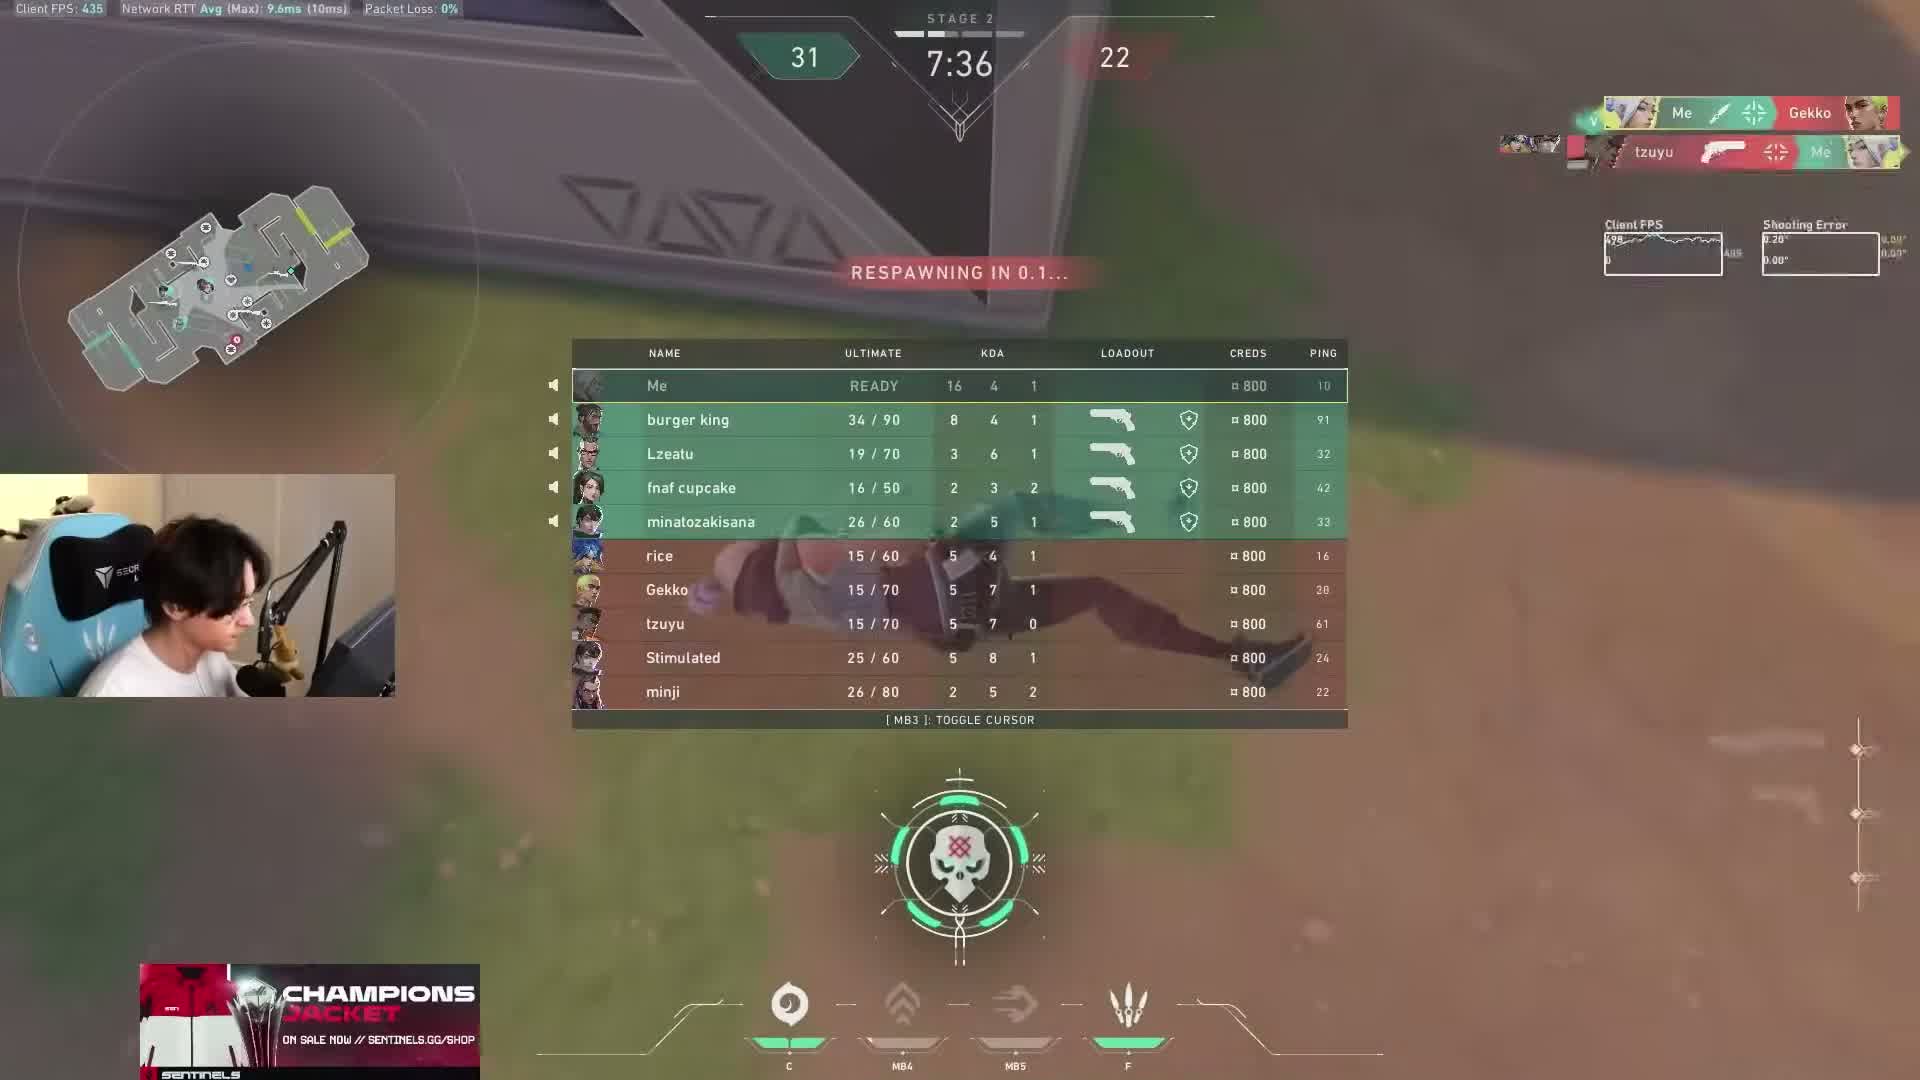 Client FPS: 435 Network RTT Avg (Max): 9.6ms (10ms) Packet Loss: 0%
STAGE 2
31 7:36 22
Me Gekko
tzuyu Me
Client FPS Shooting Error
498
0
0.20°
0.00°
RESPAWNING IN 0.1...
NAME ULTIMATE KDA LOADOUT CREDS PING
Me READY 16 4 1 ¤ 800 10
burger king 34 / 90 8 4 1 ¤ 800 91
Lzeatu 19 / 70 3 6 1 ¤ 800 32
fnaf cupcake 16 / 50 2 3 2 ¤ 800 42
minatozakisana 26 / 60 2 5 1 ¤ 800 33
rice 15 / 60 5 4 1 ¤ 800 16
Gekko 15 / 70 5 7 1 ¤ 800 20
tzuyu 15 / 70 5 7 0 ¤ 800 61
Stimulated 25 / 60 5 8 1 ¤ 800 24
minji 26 / 80 2 5 2 ¤ 800 22
[ MB3 ]: TOGGLE CURSOR
CHAMPIONS
JACKET
ON SALE NOW // SENTINELS.GG/SHOP
SENTINELS
C MB4 MB5 F